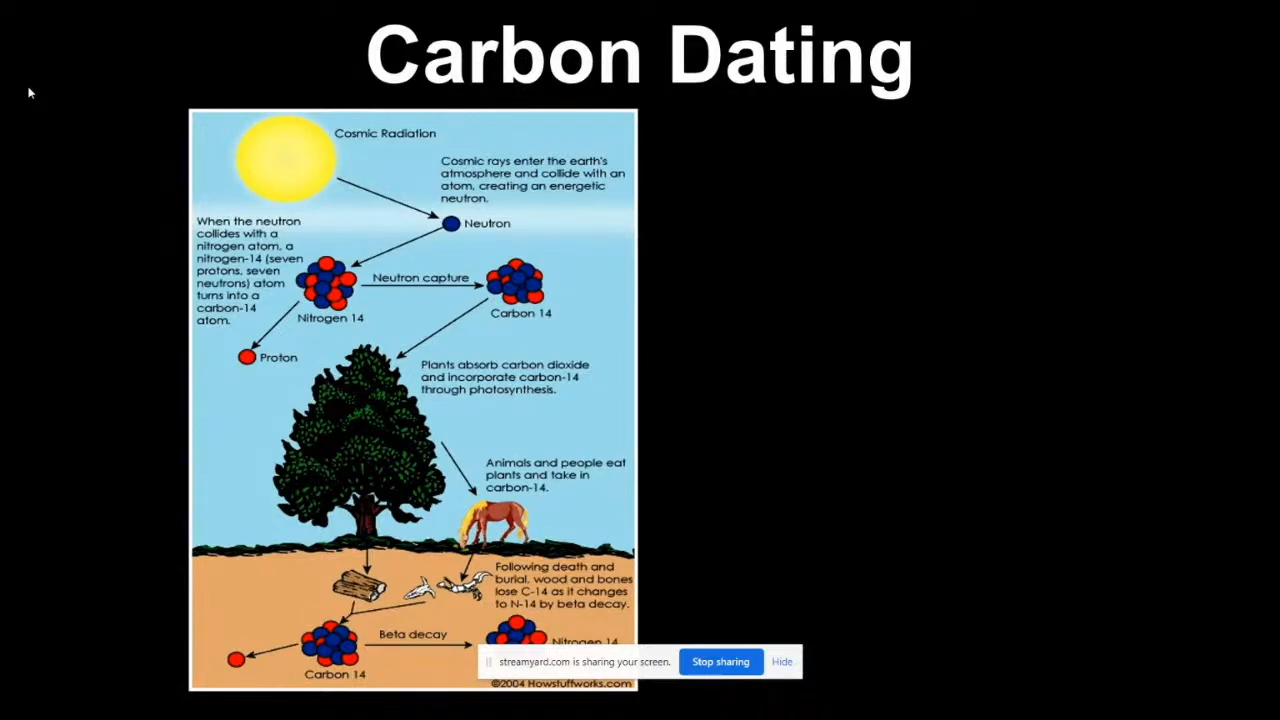 Carbon Dating
Cosmic Radiation
Cosmic rays enter the earth's
atmosphere and collide with an
atom, creating an energetic
neutron.
Neutron
When the neutron
collides with a
nitrogen atom, a
nitrogen-14 (seven
protons, seven
neutrons) atom
turns into a
carbon-14
atom.
Neutron capture
Nitrogen 14
Carbon 14
Proton
Plants absorb carbon dioxide
and incorporate carbon-14
through photosynthesis.
Animals and people eat
plants and take in
carbon-14.
Following death and
burial, wood and bones
lose C-14 as it changes
to N-14 by beta decay.
Beta decay
Nitrogen 14
Carbon 14
streamyard.com is sharing your screen.
Stop sharing
Hide
©2004 Howstuffworks.com